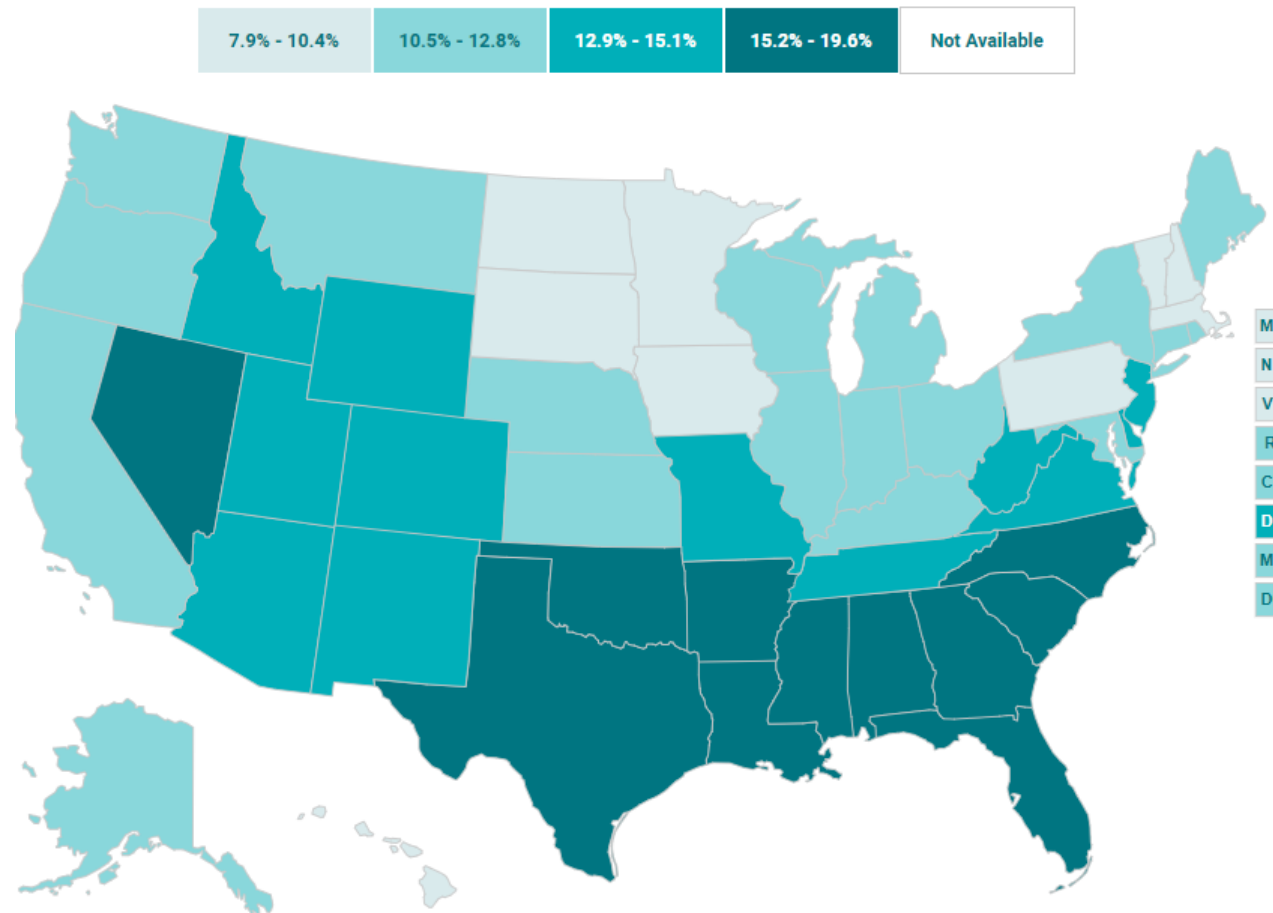 7.9% - 10.4%
10.5% - 12.8%
12.9% - 15.1%
15.2% - 19.6%
Not Available
M
N
V
R
C
D
M
D